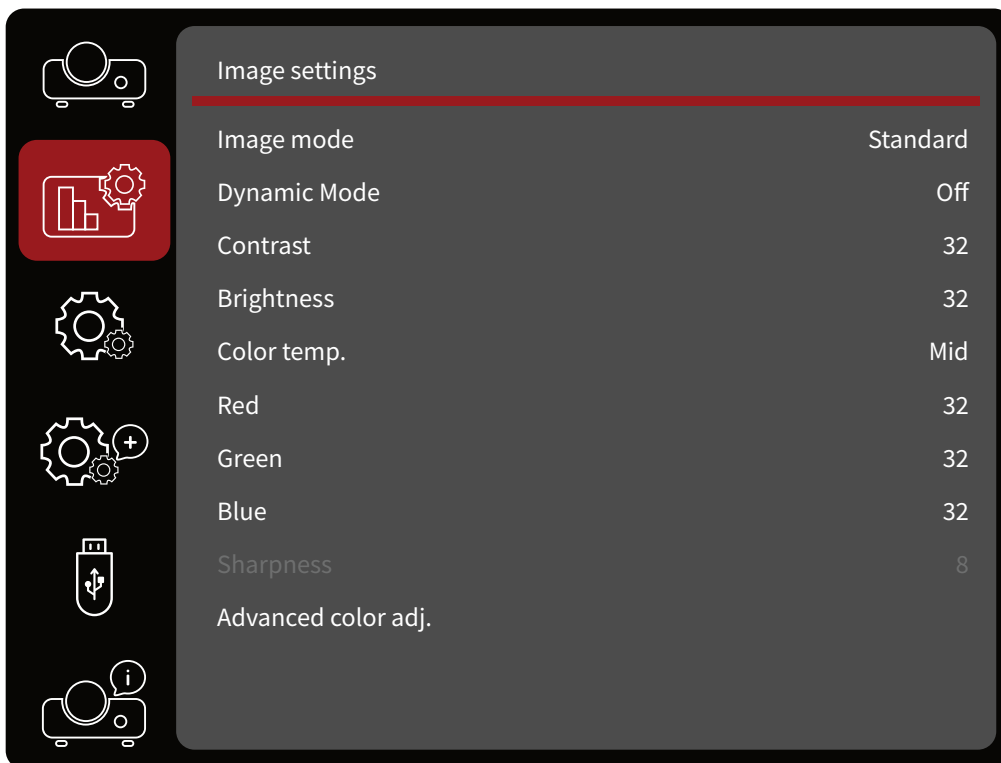 Image settings
Image mode Standard
Dynamic Mode Off
Contrast 32
Brightness 32
Color temp. Mid
Red 32
Green 32
Blue 32
Sharpness 8
Advanced color adj.
+
i